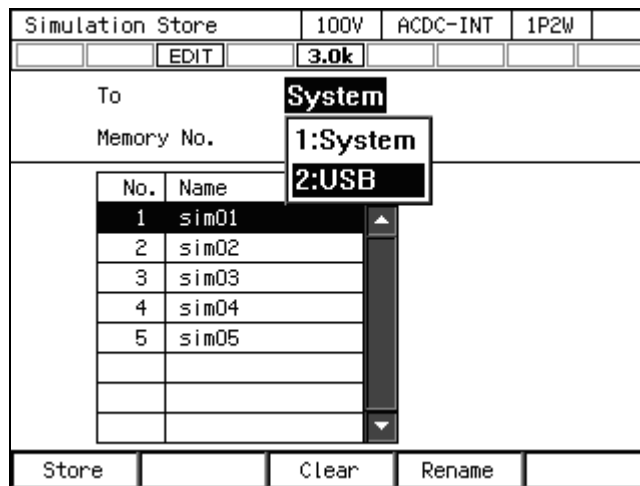 Simulation Store 100V ACDC-INT 1P2W
EDIT 3.0k
To System
Memory No. 1:System
2:USB
No. Name
1 sim01
2 sim02
3 sim03
4 sim04
5 sim05
Store Clear Rename